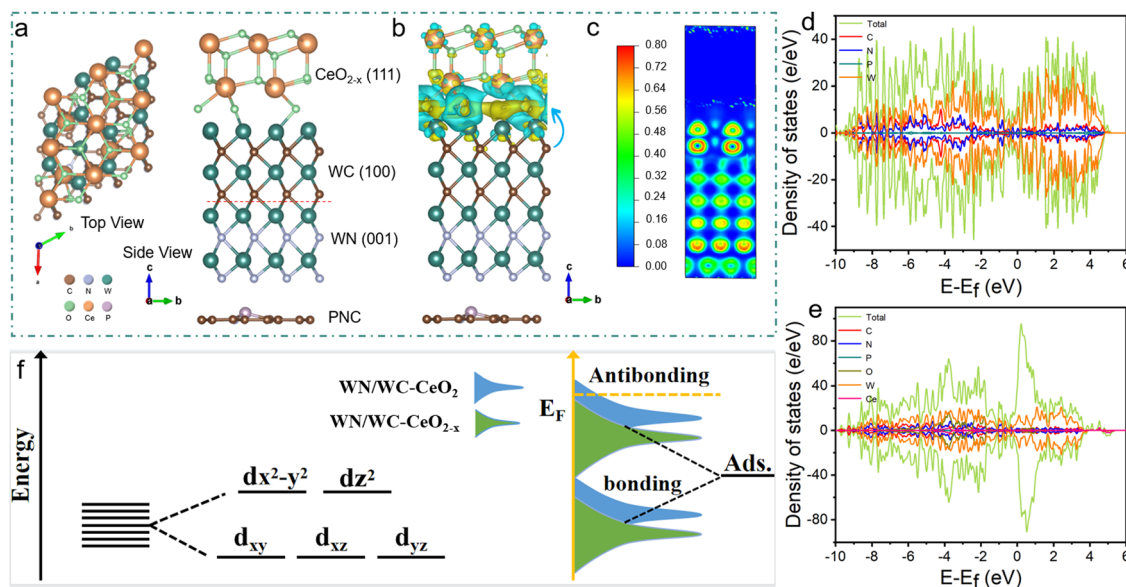 a
CeO2-x (111)
WC (100)
WN (001)
PNC
Top View
Side View
b
a
c
a
b
C N W
O Ce P
b
c
a
b
c
0.80
0.72
0.64
0.56
0.48
0.40
0.32
0.24
0.16
0.08
0.00
d
Density of states (e/eV)
40
20
0
-20
-40
Total
C
N
P
W
-10 -8 -6 -4 -2 0 2 4 6
E-Ef (eV)
e
Density of states (e/eV)
80
40
0
-40
-80
Total
C
N
P
O
W
Ce
-10 -8 -6 -4 -2 0 2 4 6
E-Ef (eV)
f
Energy
dx²-y² dz²
dxy dxz dyz
WN/WC-CeO2
WN/WC-CeO2-x
EF
Antibonding
bonding
Ads.